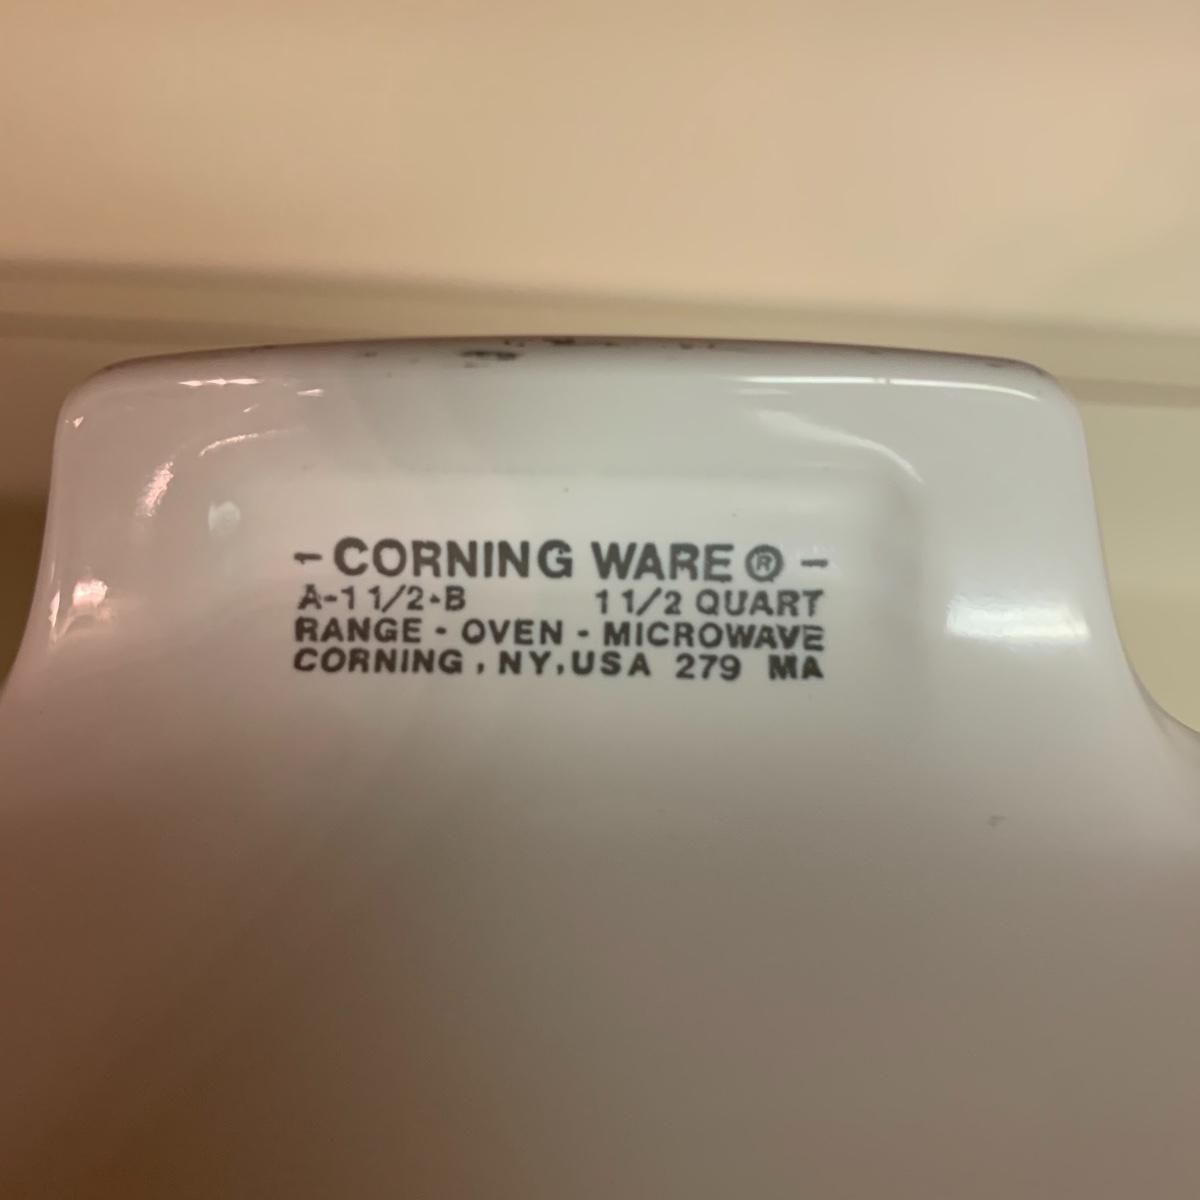 - CORNING WARE ® -
A-1 1/2-B 1 1/2 QUART
RANGE - OVEN - MICROWAVE
CORNING, NY, USA 279 MA